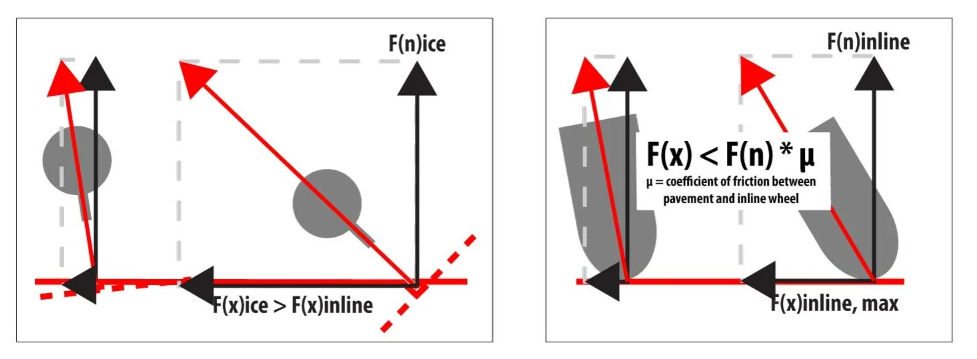 F(n)ice
F(x)ice > F(x)inline
F(n)inline
F(x) < F(n) * μ
μ = coefficient of friction between
pavement and inline wheel
F(x)inline, max